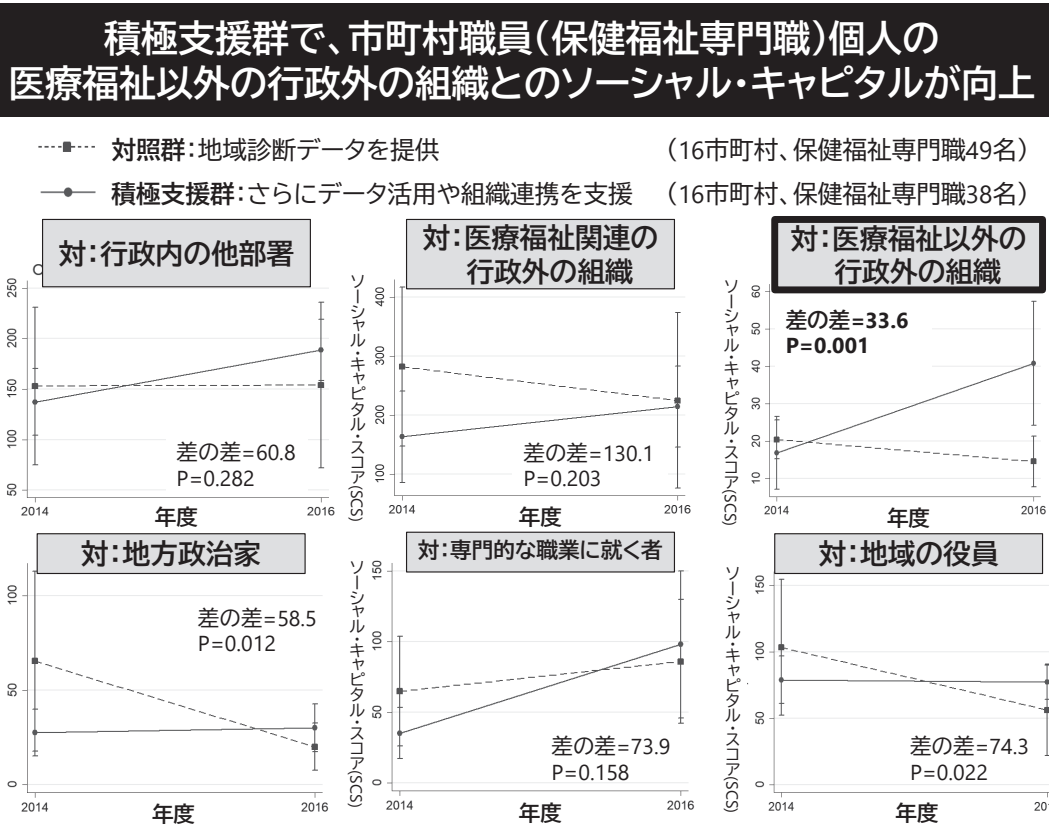 積極支援群で、市町村職員（保健福祉専門職）個人の
医療福祉以外の行政外の組織とのソーシャル・キャピタルが向上
対照群：地域診断データを提供　（16市町村、保健福祉専門職49名）
積極支援群：さらにデータ活用や組織連携を支援　（16市町村、保健福祉専門職38名）
対：行政内の他部署
250
200
150
100
50
差の差=60.8
P=0.282
2014
2016
年度
対：医療福祉関連の
行政外の組織
ソーシャル・キャピタル・スコア(SCS)
400
300
200
100
差の差=130.1
P=0.203
2014
2016
年度
対：医療福祉以外の
行政外の組織
ソーシャル・キャピタル・スコア(SCS)
60
50
40
30
20
10
差の差=33.6
P=0.001
2014
2016
年度
対：地方政治家
100
50
0
差の差=58.5
P=0.012
2014
2016
年度
対：専門的な職業に就く者
ソーシャル・キャピタル・スコア(SCS)
150
100
50
0
差の差=73.9
P=0.158
2014
2016
年度
対：地域の役員
ソーシャル・キャピタル・スコア(SCS)
150
100
50
0
差の差=74.3
P=0.022
2014
年度